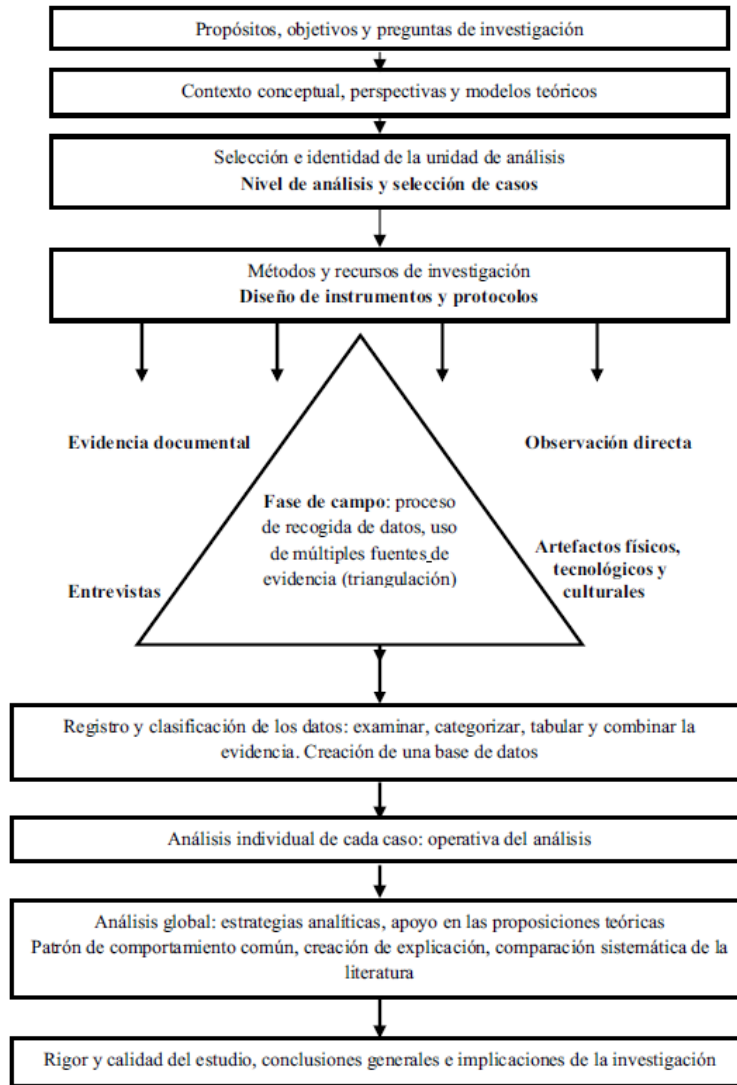 Propósitos, objetivos y preguntas de investigación
Contexto conceptual, perspectivas y modelos teóricos
Selección e identidad de la unidad de análisis
Nivel de análisis y selección de casos
Métodos y recursos de investigación
Diseño de instrumentos y protocolos
Evidencia documental
Observación directa
Fase de campo: proceso
de recogida de datos, uso
de múltiples fuentes de
evidencia (triangulación)
Entrevistas
Artefactos físicos,
tecnológicos y
culturales
Registro y clasificación de los datos: examinar, categorizar, tabular y combinar la
evidencia. Creación de una base de datos
Análisis individual de cada caso: operativa del análisis
Análisis global: estrategias analíticas, apoyo en las proposiciones teóricas
Patrón de comportamiento común, creación de explicación, comparación sistemática de la
literatura
Rigor y calidad del estudio, conclusiones generales e implicaciones de la investigación